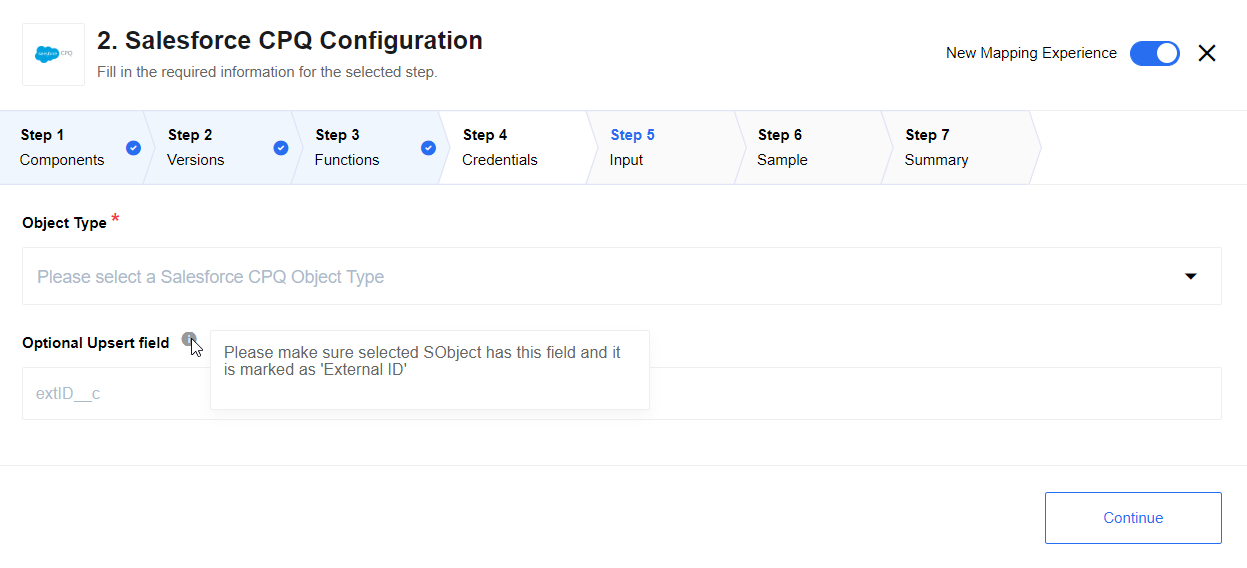 salesforce CPQ
2. Salesforce CPQ Configuration
Fill in the required information for the selected step.
New Mapping Experience
Step 1
Components
Step 2
Versions
Step 3
Functions
Step 4
Credentials
Step 5
Input
Step 6
Sample
Step 7
Summary
Object Type *
Please select a Salesforce CPQ Object Type
Optional Upsert field
Please make sure selected SObject has this field and it
is marked as 'External ID'
extID__c
Continue